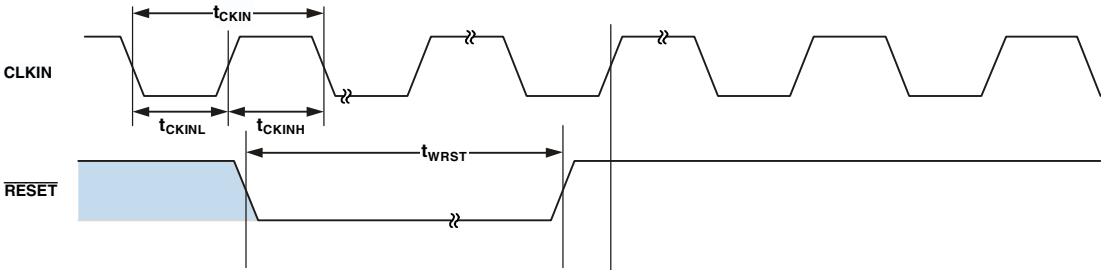 tCKIN
CLKIN
tCKINL
tCKINH
tWRST
RESET